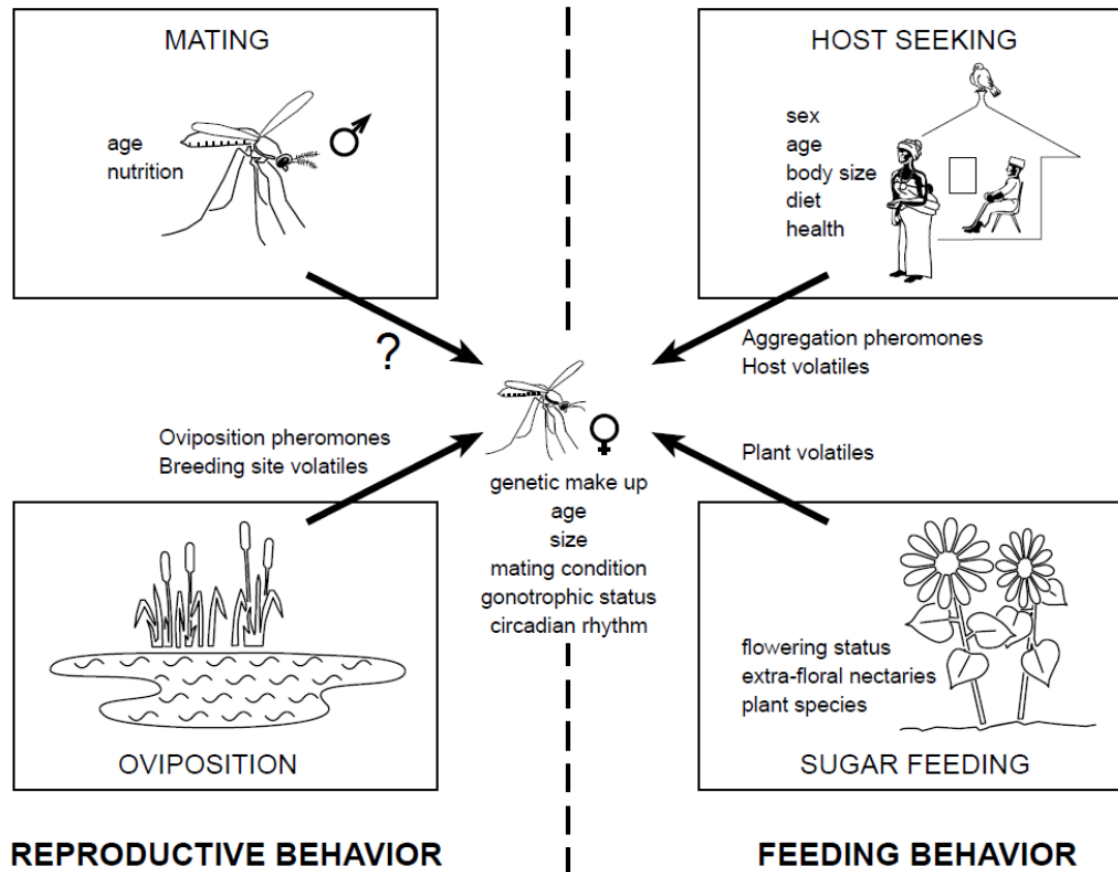 MATING
age
nutrition
HOST SEEKING
sex
age
body size
diet
health
?
Aggregation pheromones
Host volatiles
Oviposition pheromones
Breeding site volatiles
Plant volatiles
genetic make up
age
size
mating condition
gonotrophic status
circadian rhythm
OVIPOSITION
flowering status
extra-floral nectaries
plant species
SUGAR FEEDING
REPRODUCTIVE BEHAVIOR
FEEDING BEHAVIOR